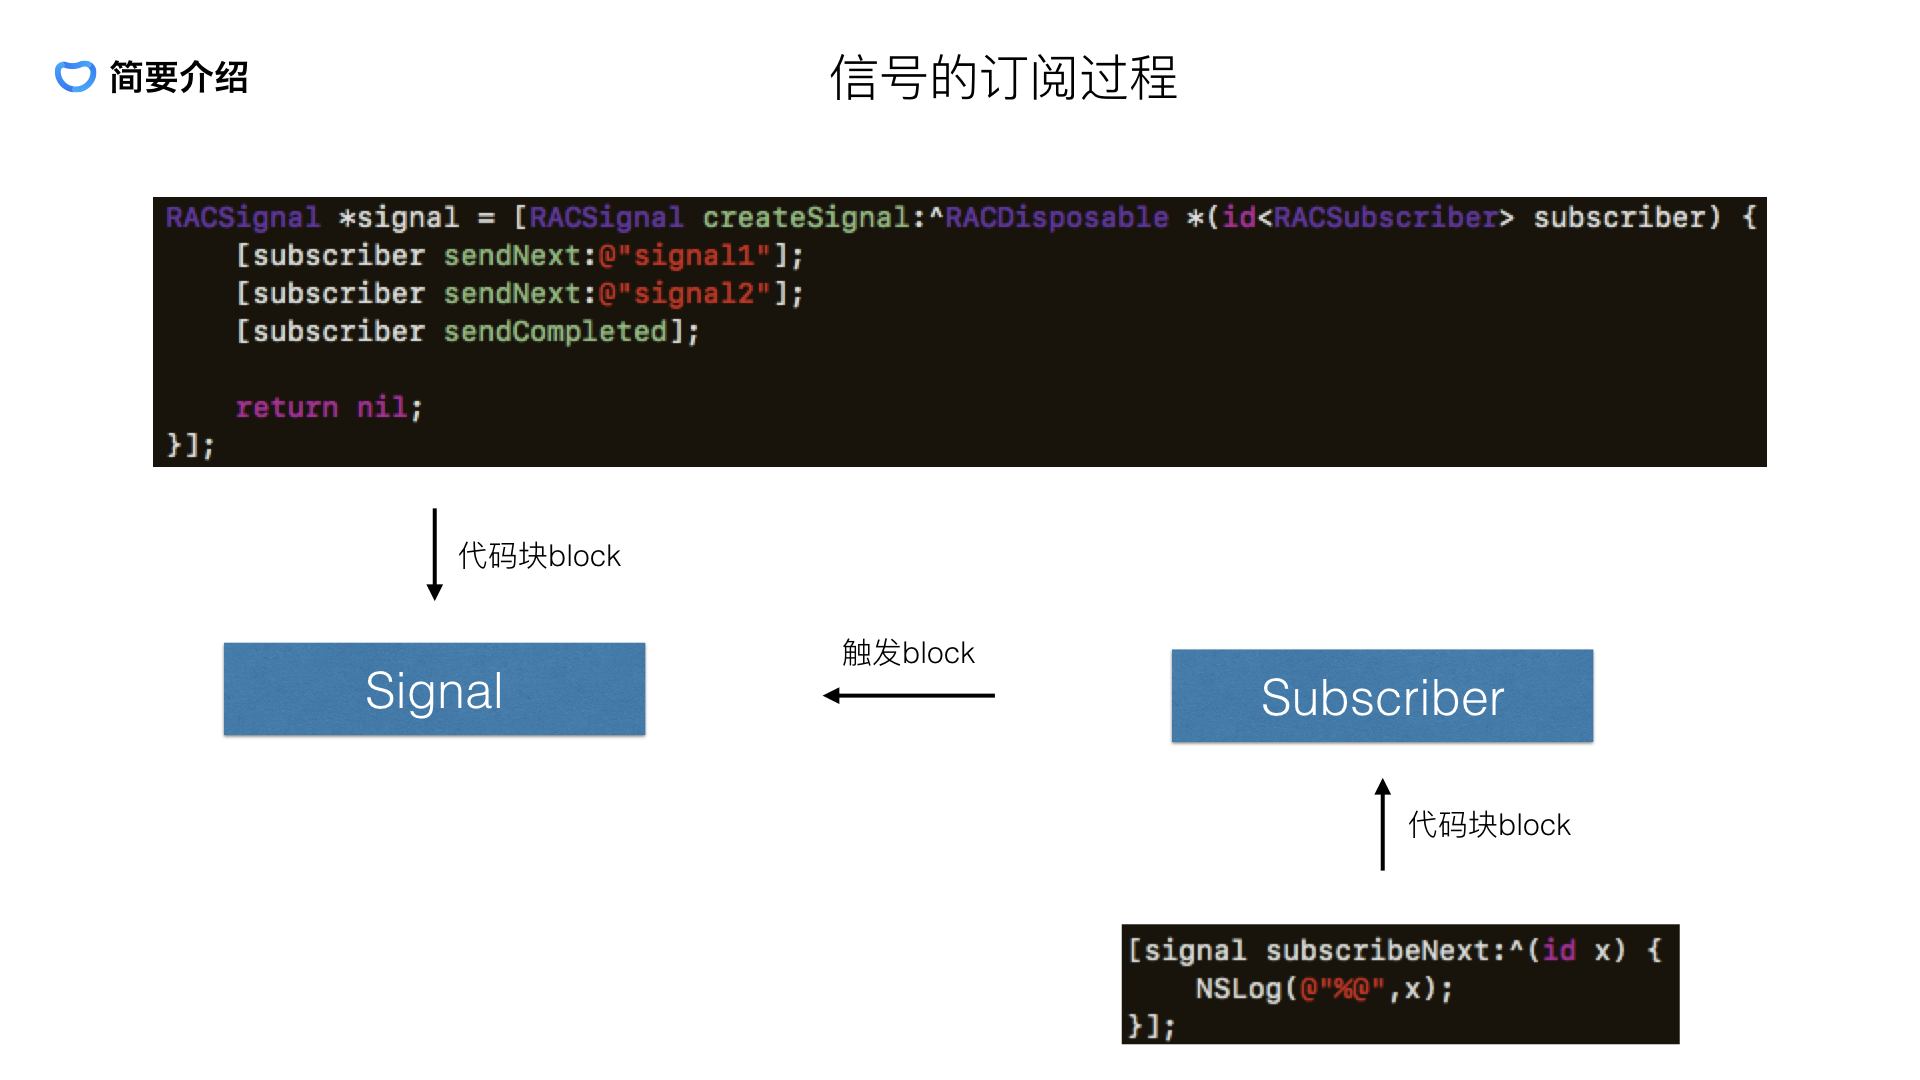 简要介绍
信号的订阅过程
RACSignal *signal = [RACSignal createSignal:^RACDisposable *(id<RACSubscriber> subscriber) {
    [subscriber sendNext:@"signal1"];
    [subscriber sendNext:@"signal2"];
    [subscriber sendCompleted];
    return nil;
}];
代码块block
Signal
触发block
Subscriber
代码块block
[signal subscribeNext:^(id x) {
    NSLog(@"%@",x);
}];